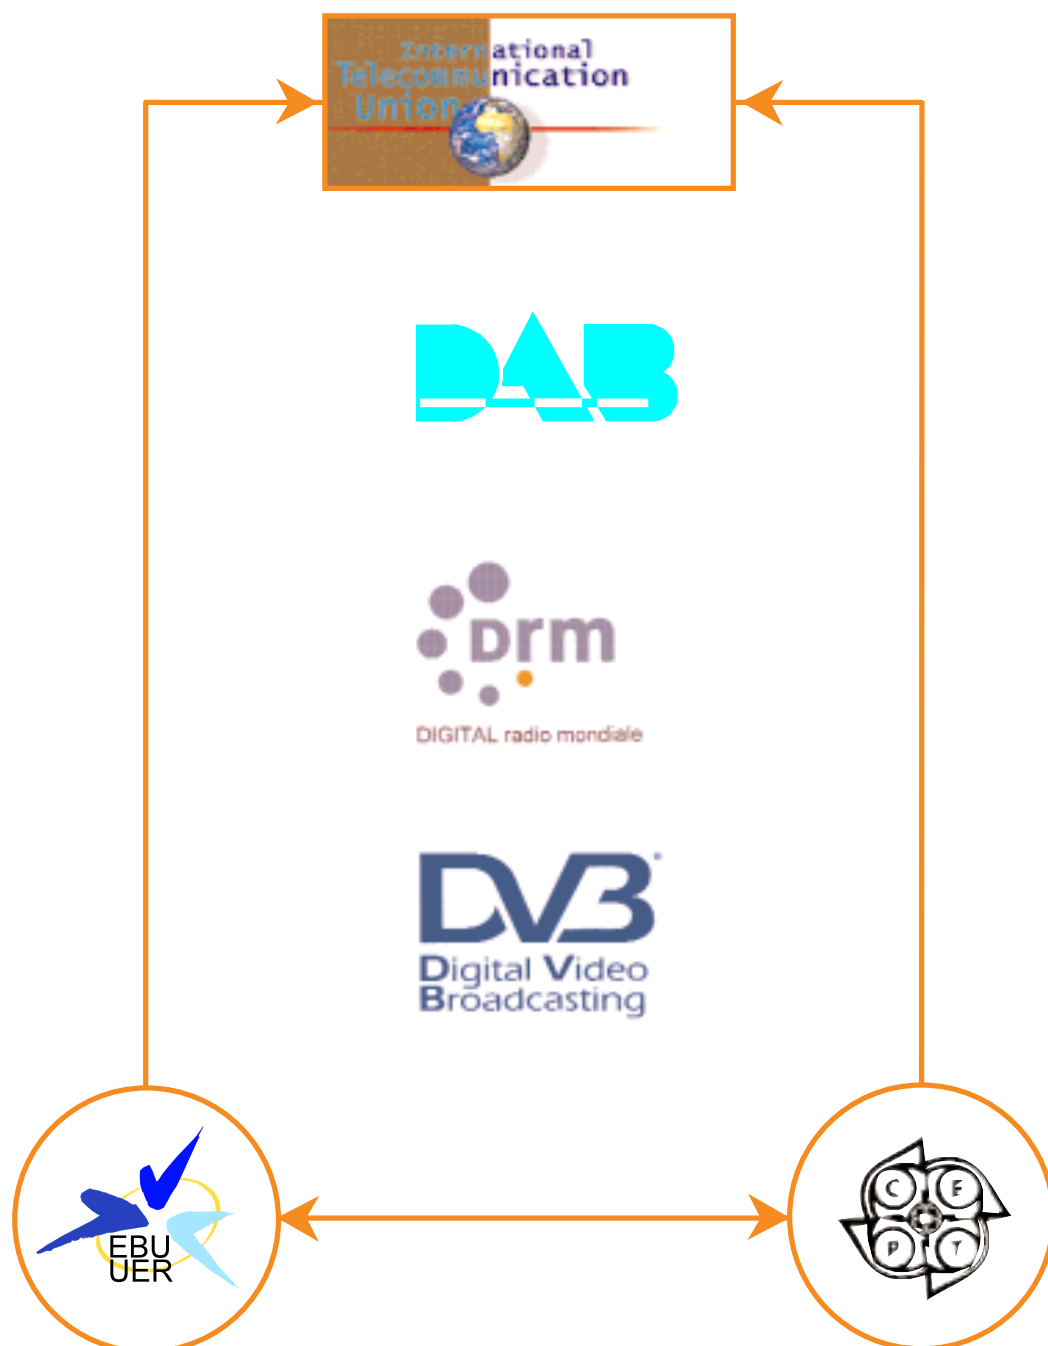 International
Telecommunication
Union
DAB
Drm
DIGITAL radio mondiale
DVB
Digital Video
Broadcasting
EBU
UER
C E
P T